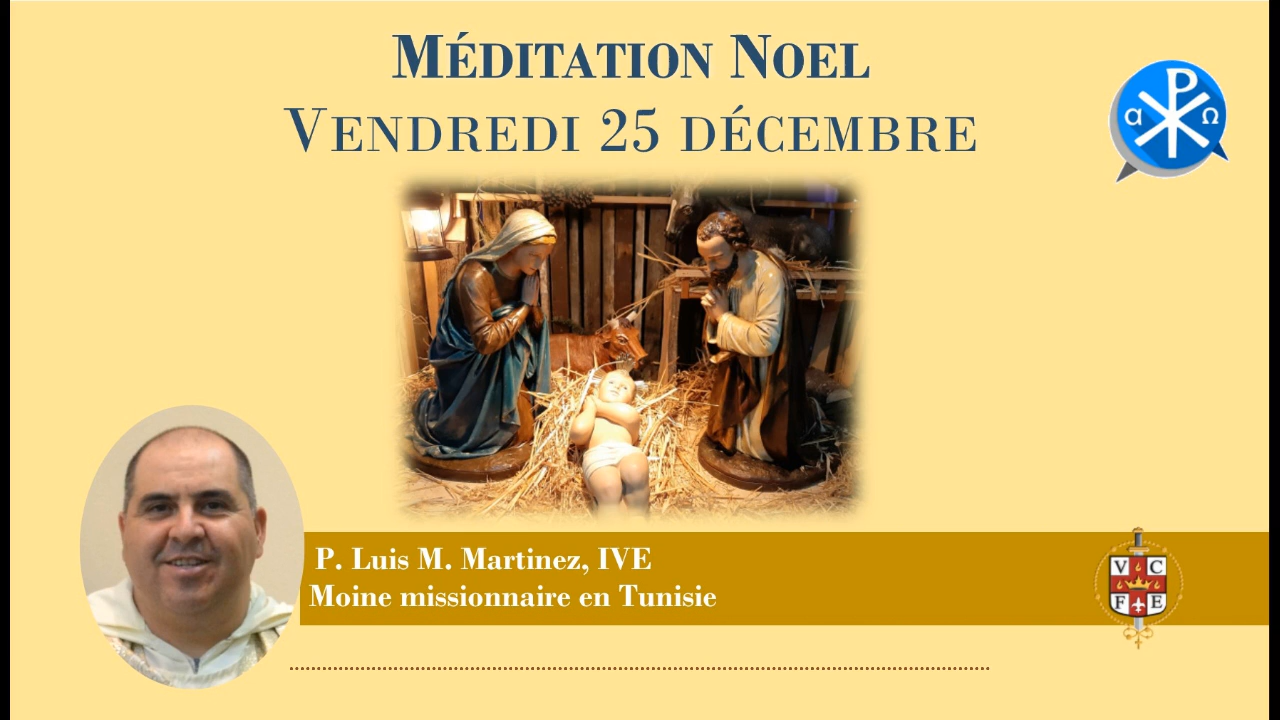 MÉDITATION NOEL
VENDREDI 25 DÉCEMBRE
P
α Ω
P. Luis M. Martinez, IVE
Moine missionnaire en Tunisie
V C
F E